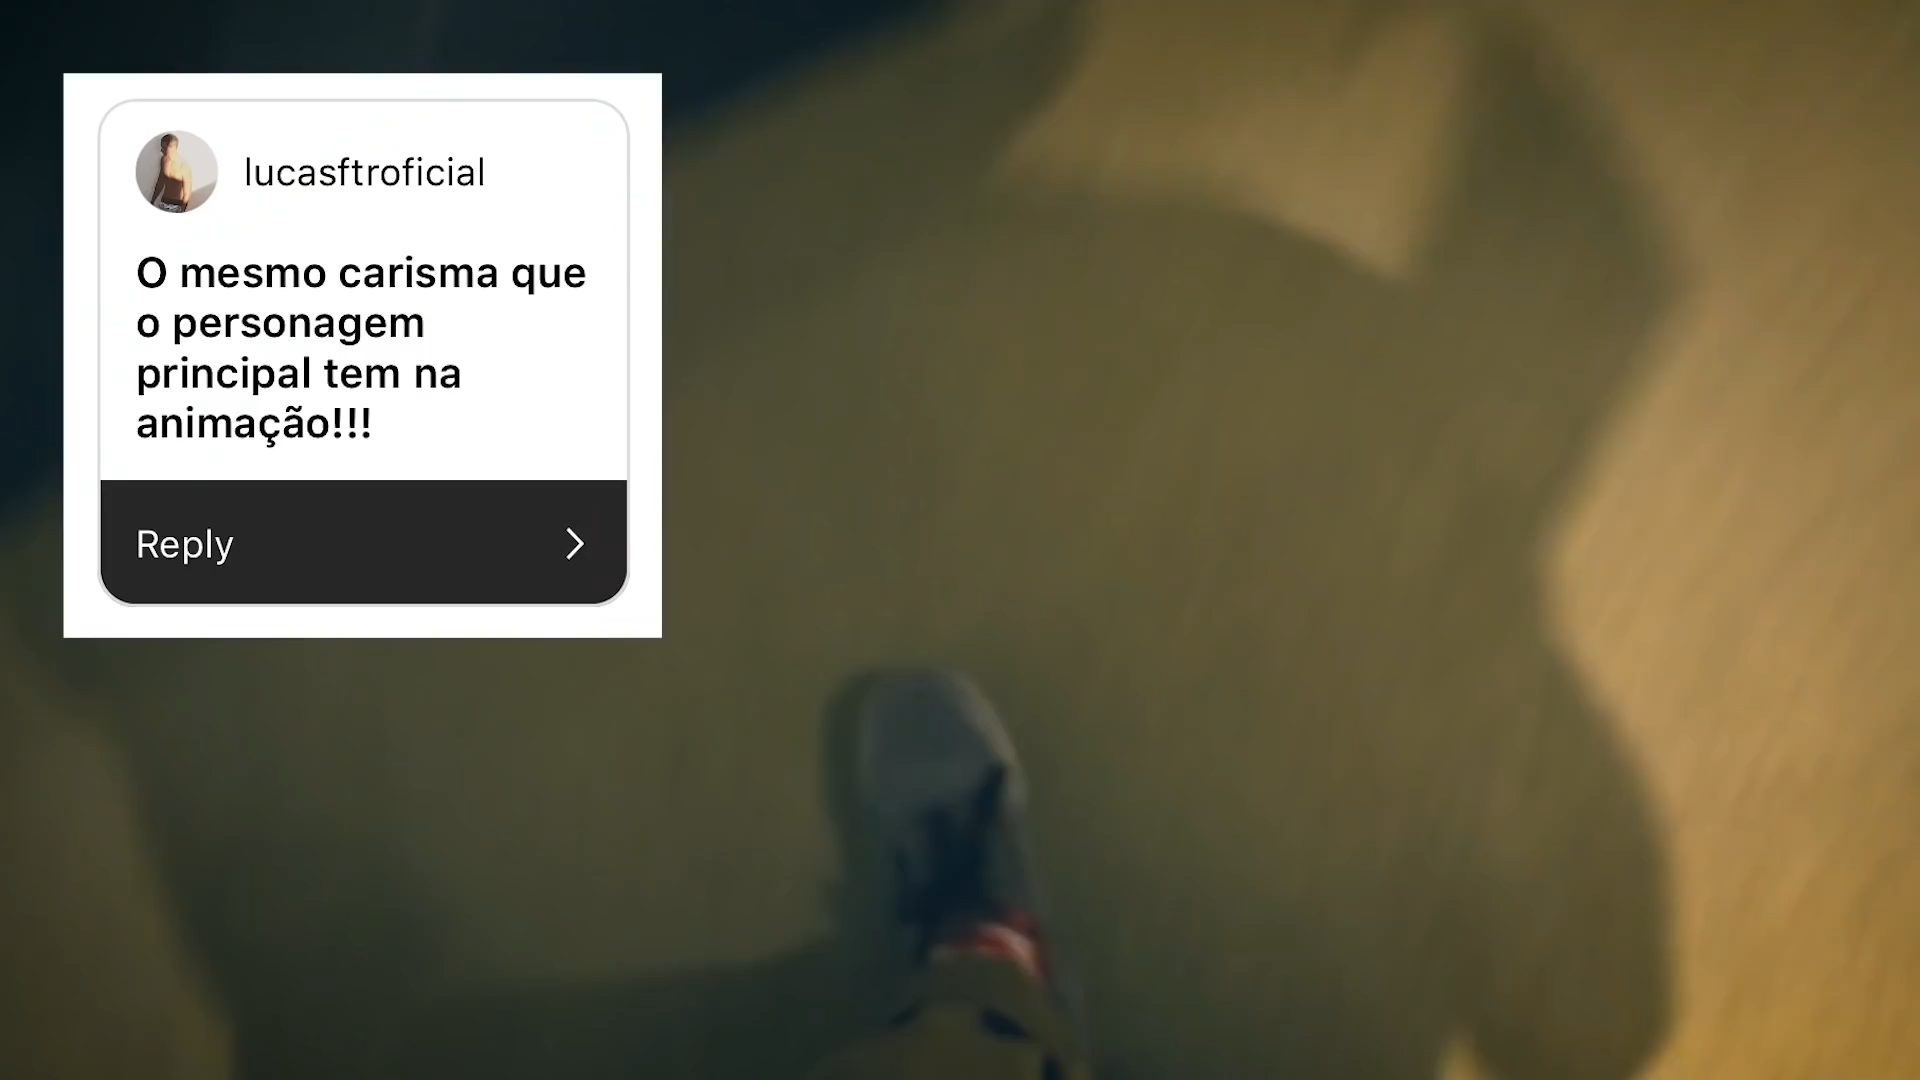 lucasftroficial
O mesmo carisma que
o personagem
principal tem na
animação!!!
Reply